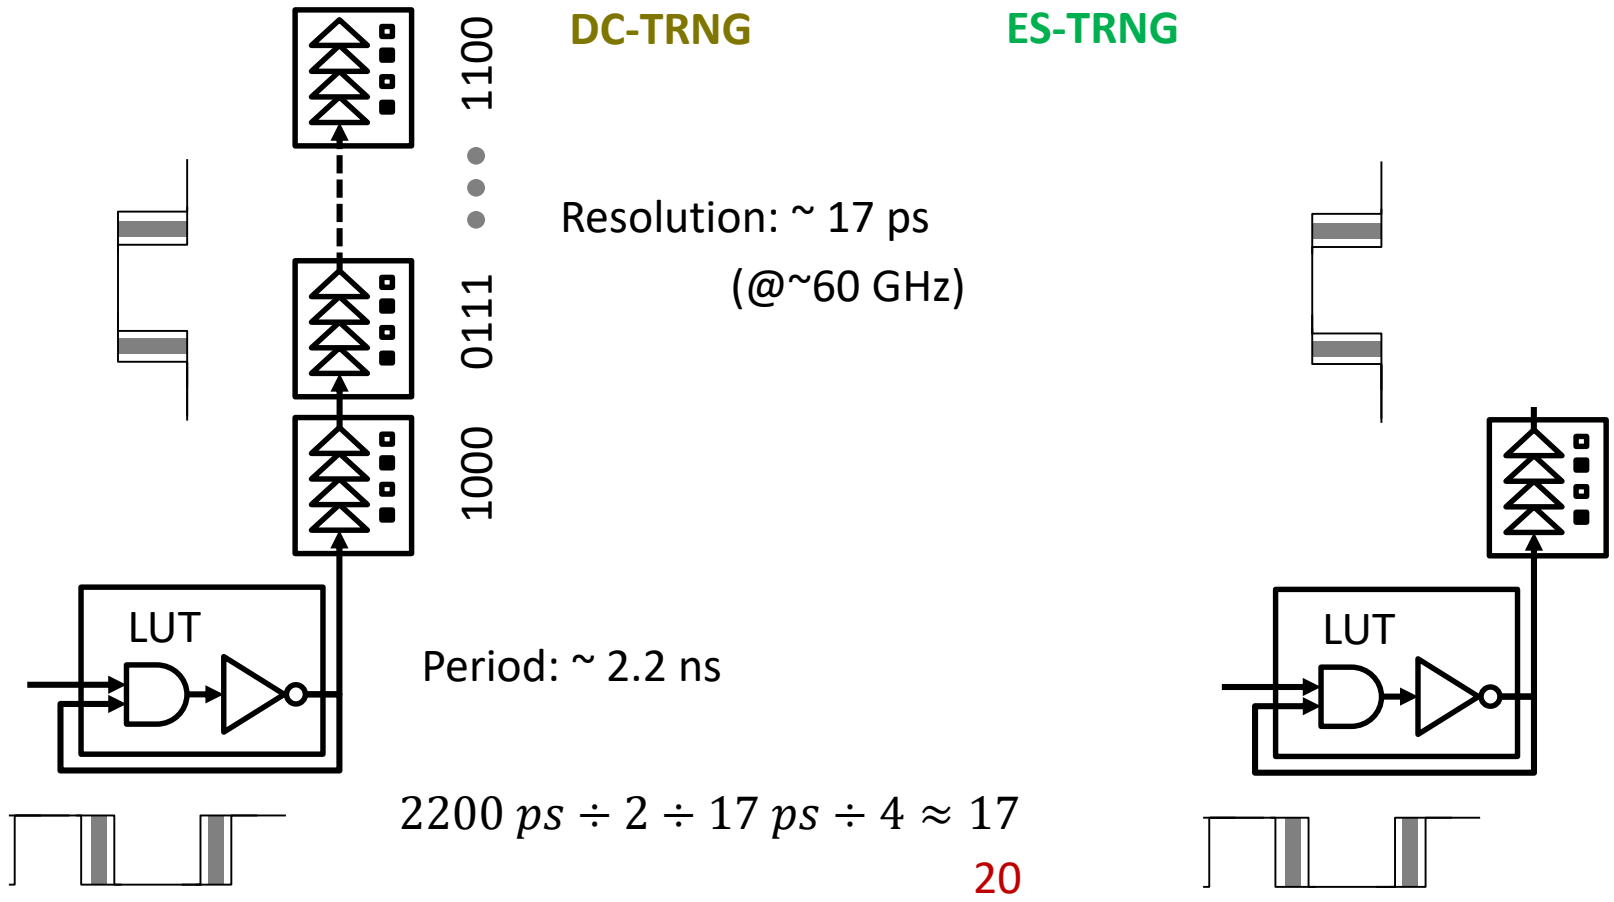 DC-TRNG
ES-TRNG
1100
Resolution: ~ 17 ps
(@~60 GHz)
0111
1000
LUT
Period: ~ 2.2 ns
LUT
2200 ps ÷ 2 ÷ 17 ps ÷ 4 ≈ 17
20